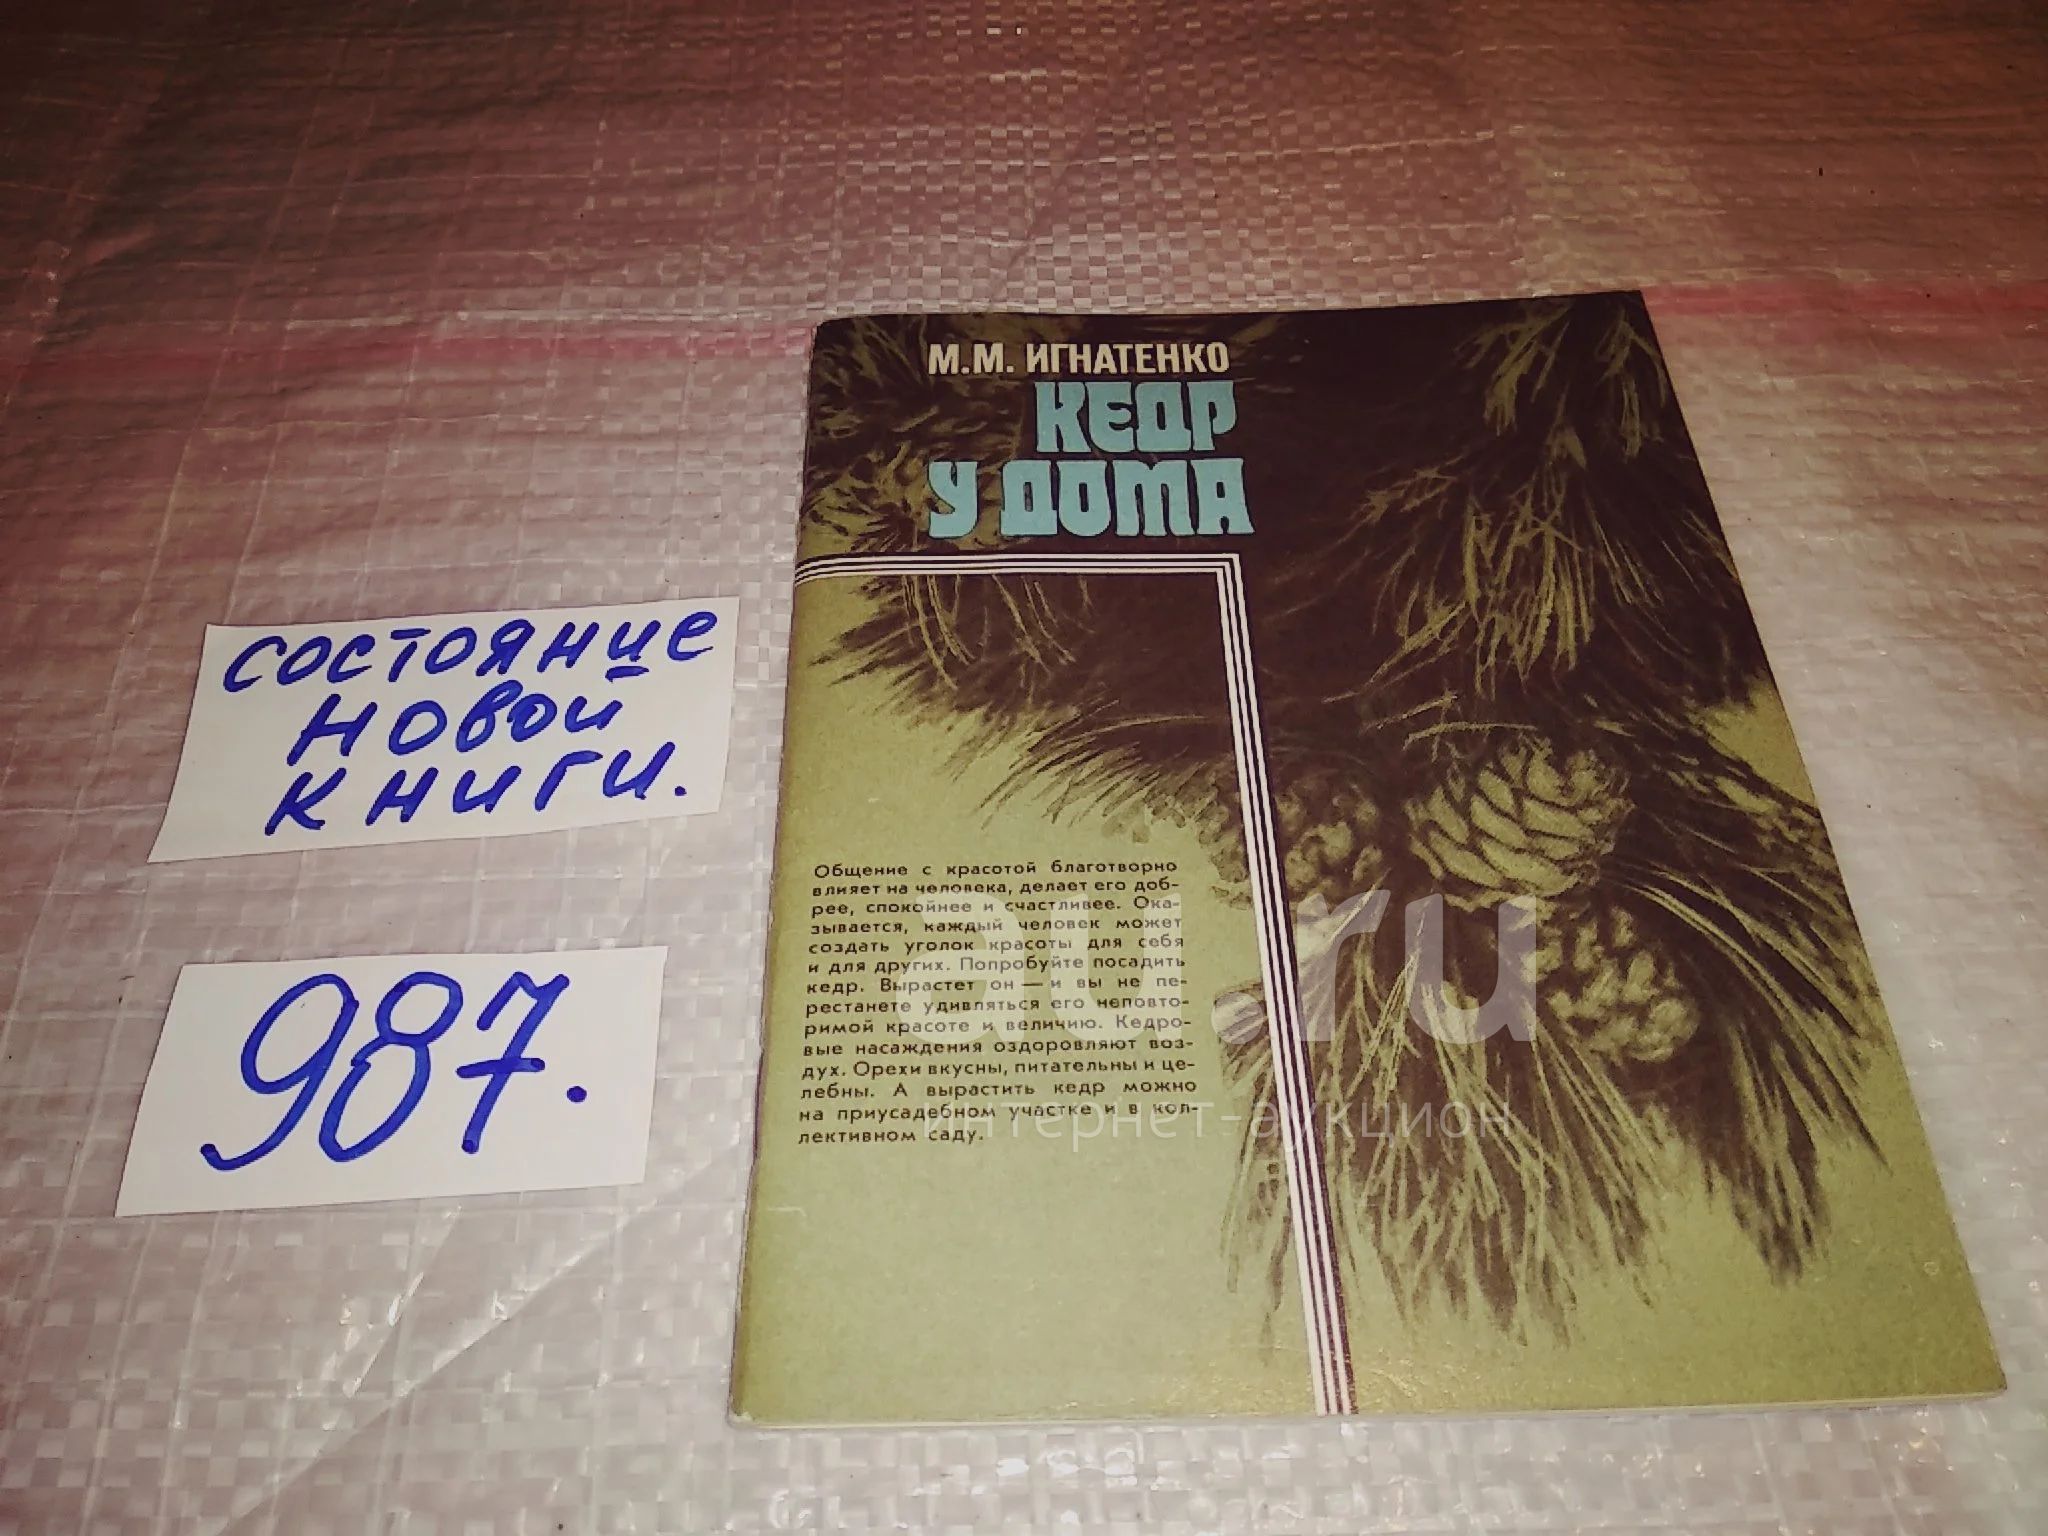 М.М. ИГНАТЕНКО
КЕДР
У ДОМА
состояние
новой
книги.
987.
Общение с красотой благотворно
влияет на человека, делает его доб-
рее, спокойнее и счастливее. Ока-
зывается, каждый человек может
создать уголок красоты для себя
и для других. Попробуйте посадить
кедр. Вырастет он — и вы не пе-
рестанете удивляться его неповто-
римой красоте и величию. Кедро-
вые насаждения оздоровляют воз-
дух. Орехи вкусны, питательны и це-
лебны. А вырастить кедр можно
на приусадебном участке и в кол-
лективном саду.
.ru
интернет-аукцион